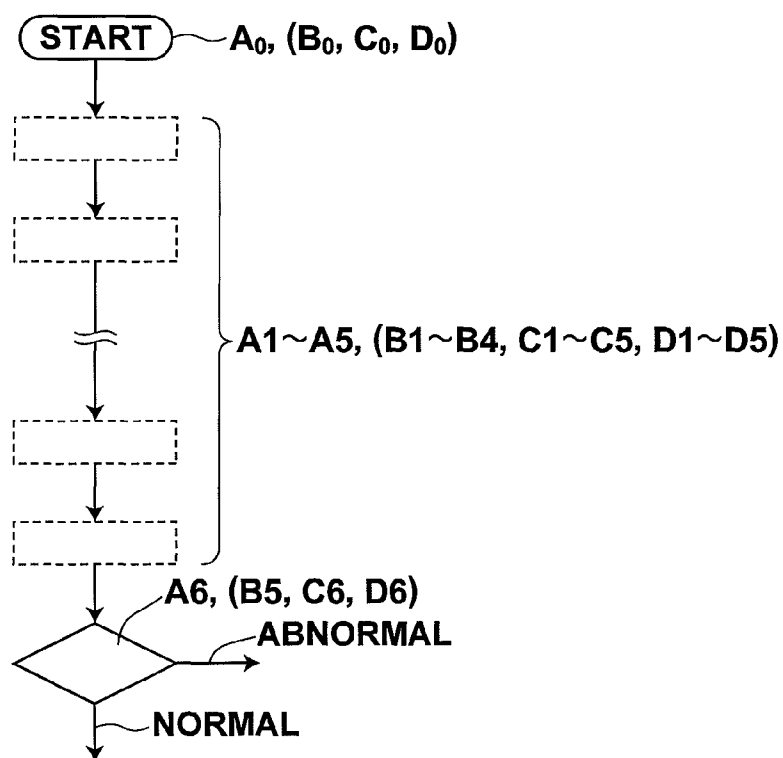 START A₀, (B₀, C₀, D₀)
A1~A5, (B1~B4, C1~C5, D1~D5)
A6, (B5, C6, D6)
ABNORMAL
NORMAL